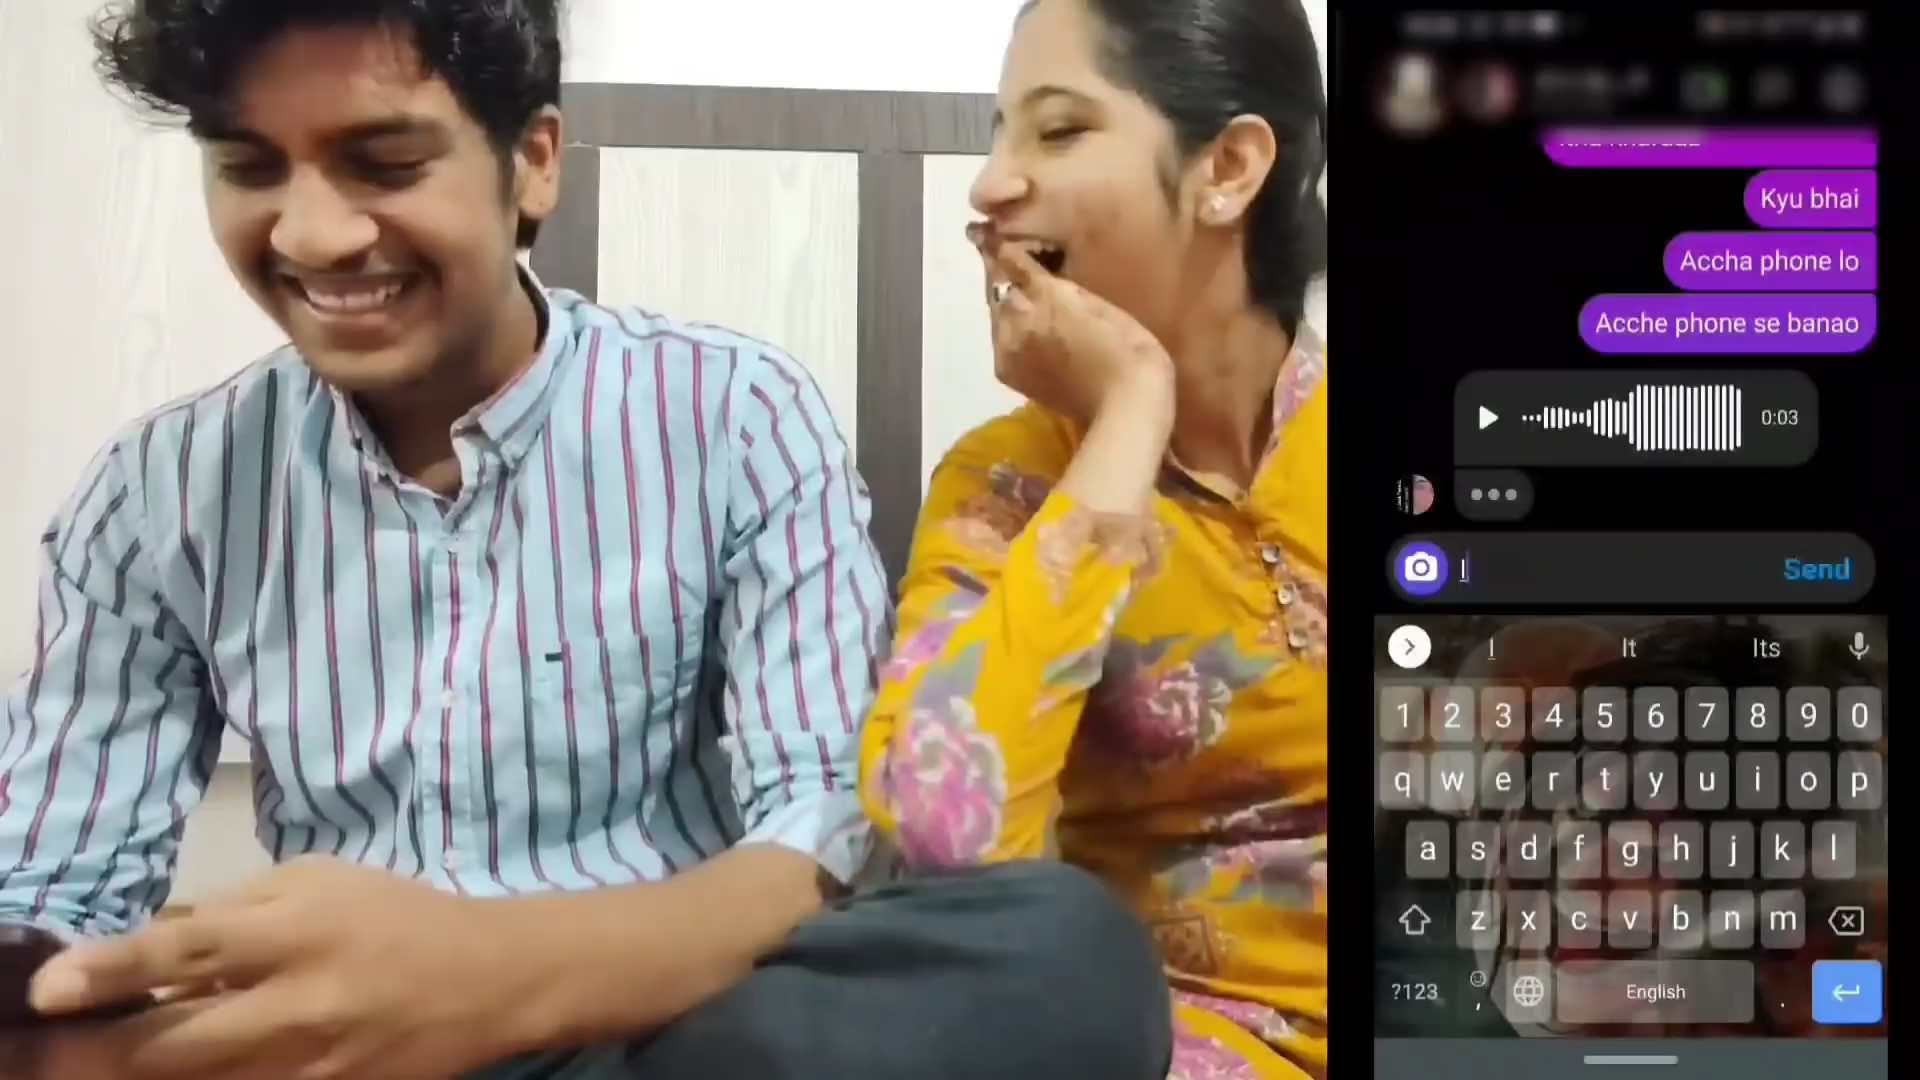 Kyu bhai
Accha phone lo
Acche phone se banao
0:03
I
Send
I It Its
1 2 3 4 5 6 7 8 9 0
q w e r t y u i o p
a s d f g h j k l
z x c v b n m
?123 , English .